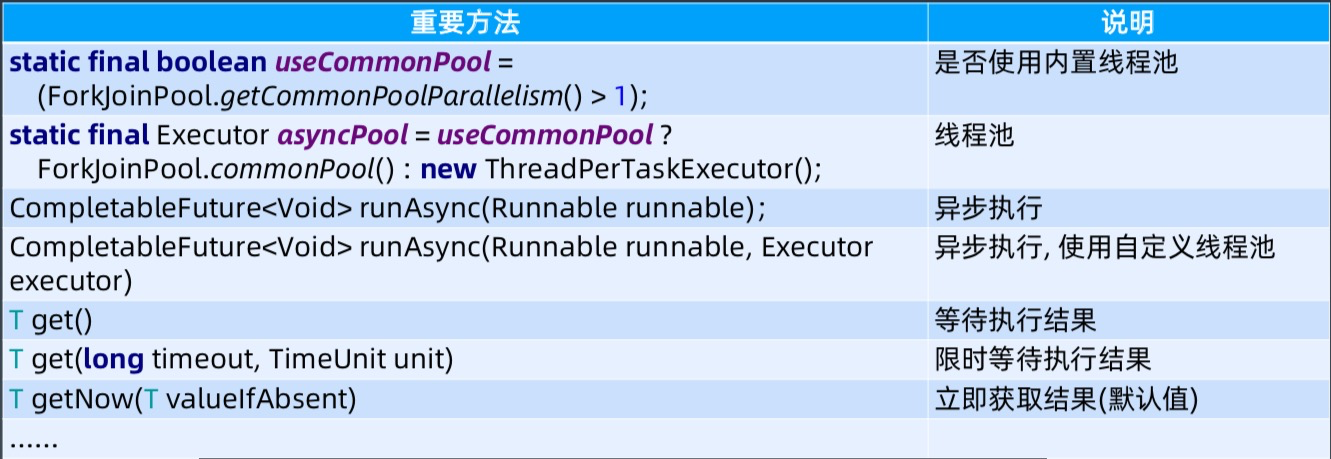 重要方法 说明
static final boolean useCommonPool = 是否使用内置线程池
(ForkJoinPool.getCommonPoolParallelism() > 1);
static final Executor asyncPool = useCommonPool ? 线程池
ForkJoinPool.commonPool() : new ThreadPerTaskExecutor();
CompletableFuture<Void> runAsync(Runnable runnable); 异步执行
CompletableFuture<Void> runAsync(Runnable runnable, Executor 异步执行, 使用自定义线程池
executor)
T get() 等待执行结果
T get(long timeout, TimeUnit unit) 限时等待执行结果
T getNow(T valueIfAbsent) 立即获取结果(默认值)
......